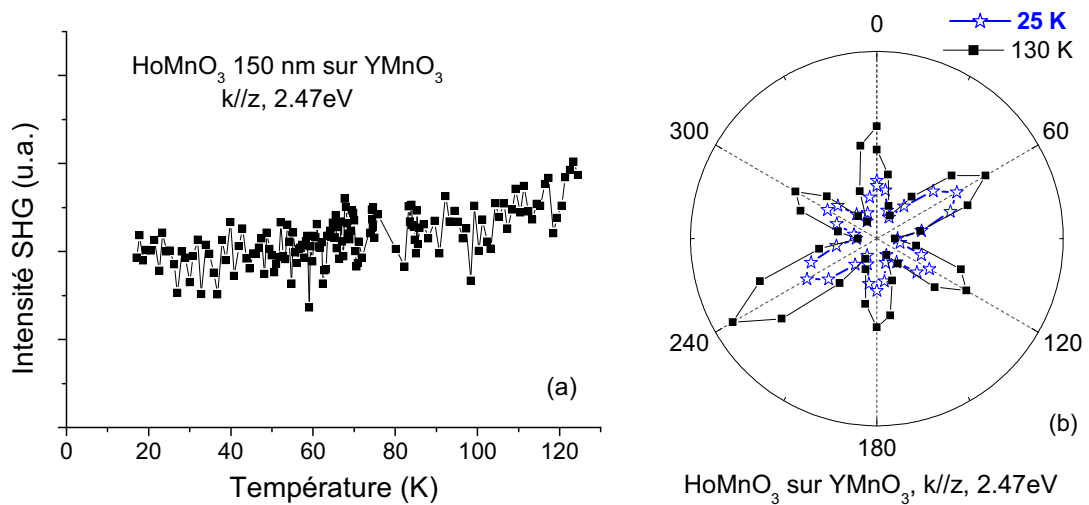 HoMnO3 150 nm sur YMnO3
k//z, 2.47eV
Intensité SHG (u.a.)
(a)
0 20 40 60 80 100 120
Température (K)
25 K
130 K
0
300 60
240 120
180
(b)
HoMnO3 sur YMnO3, k//z, 2.47eV